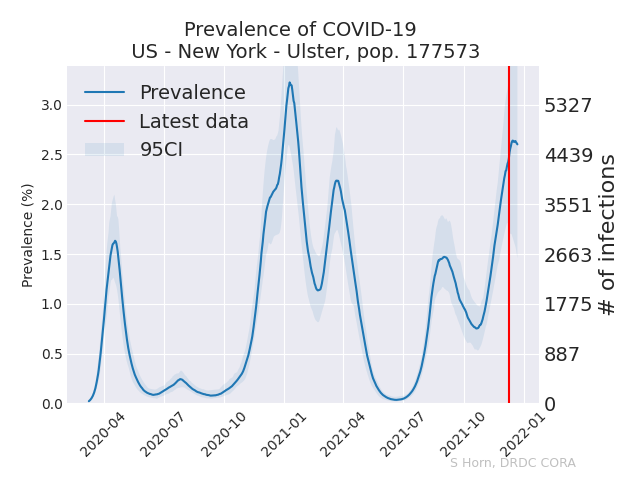 Prevalence of COVID-19
US - New York - Ulster, pop. 177573
Prevalence
Latest data
95CI
Prevalence (%)
3.0
2.5
2.0
1.5
1.0
0.5
0.0
5327
4439
3551
2663
1775
887
0
# of infections
2020-04
2020-07
2020-10
2021-01
2021-04
2021-07
2021-10
2022-01
S Horn, DRDC CORA